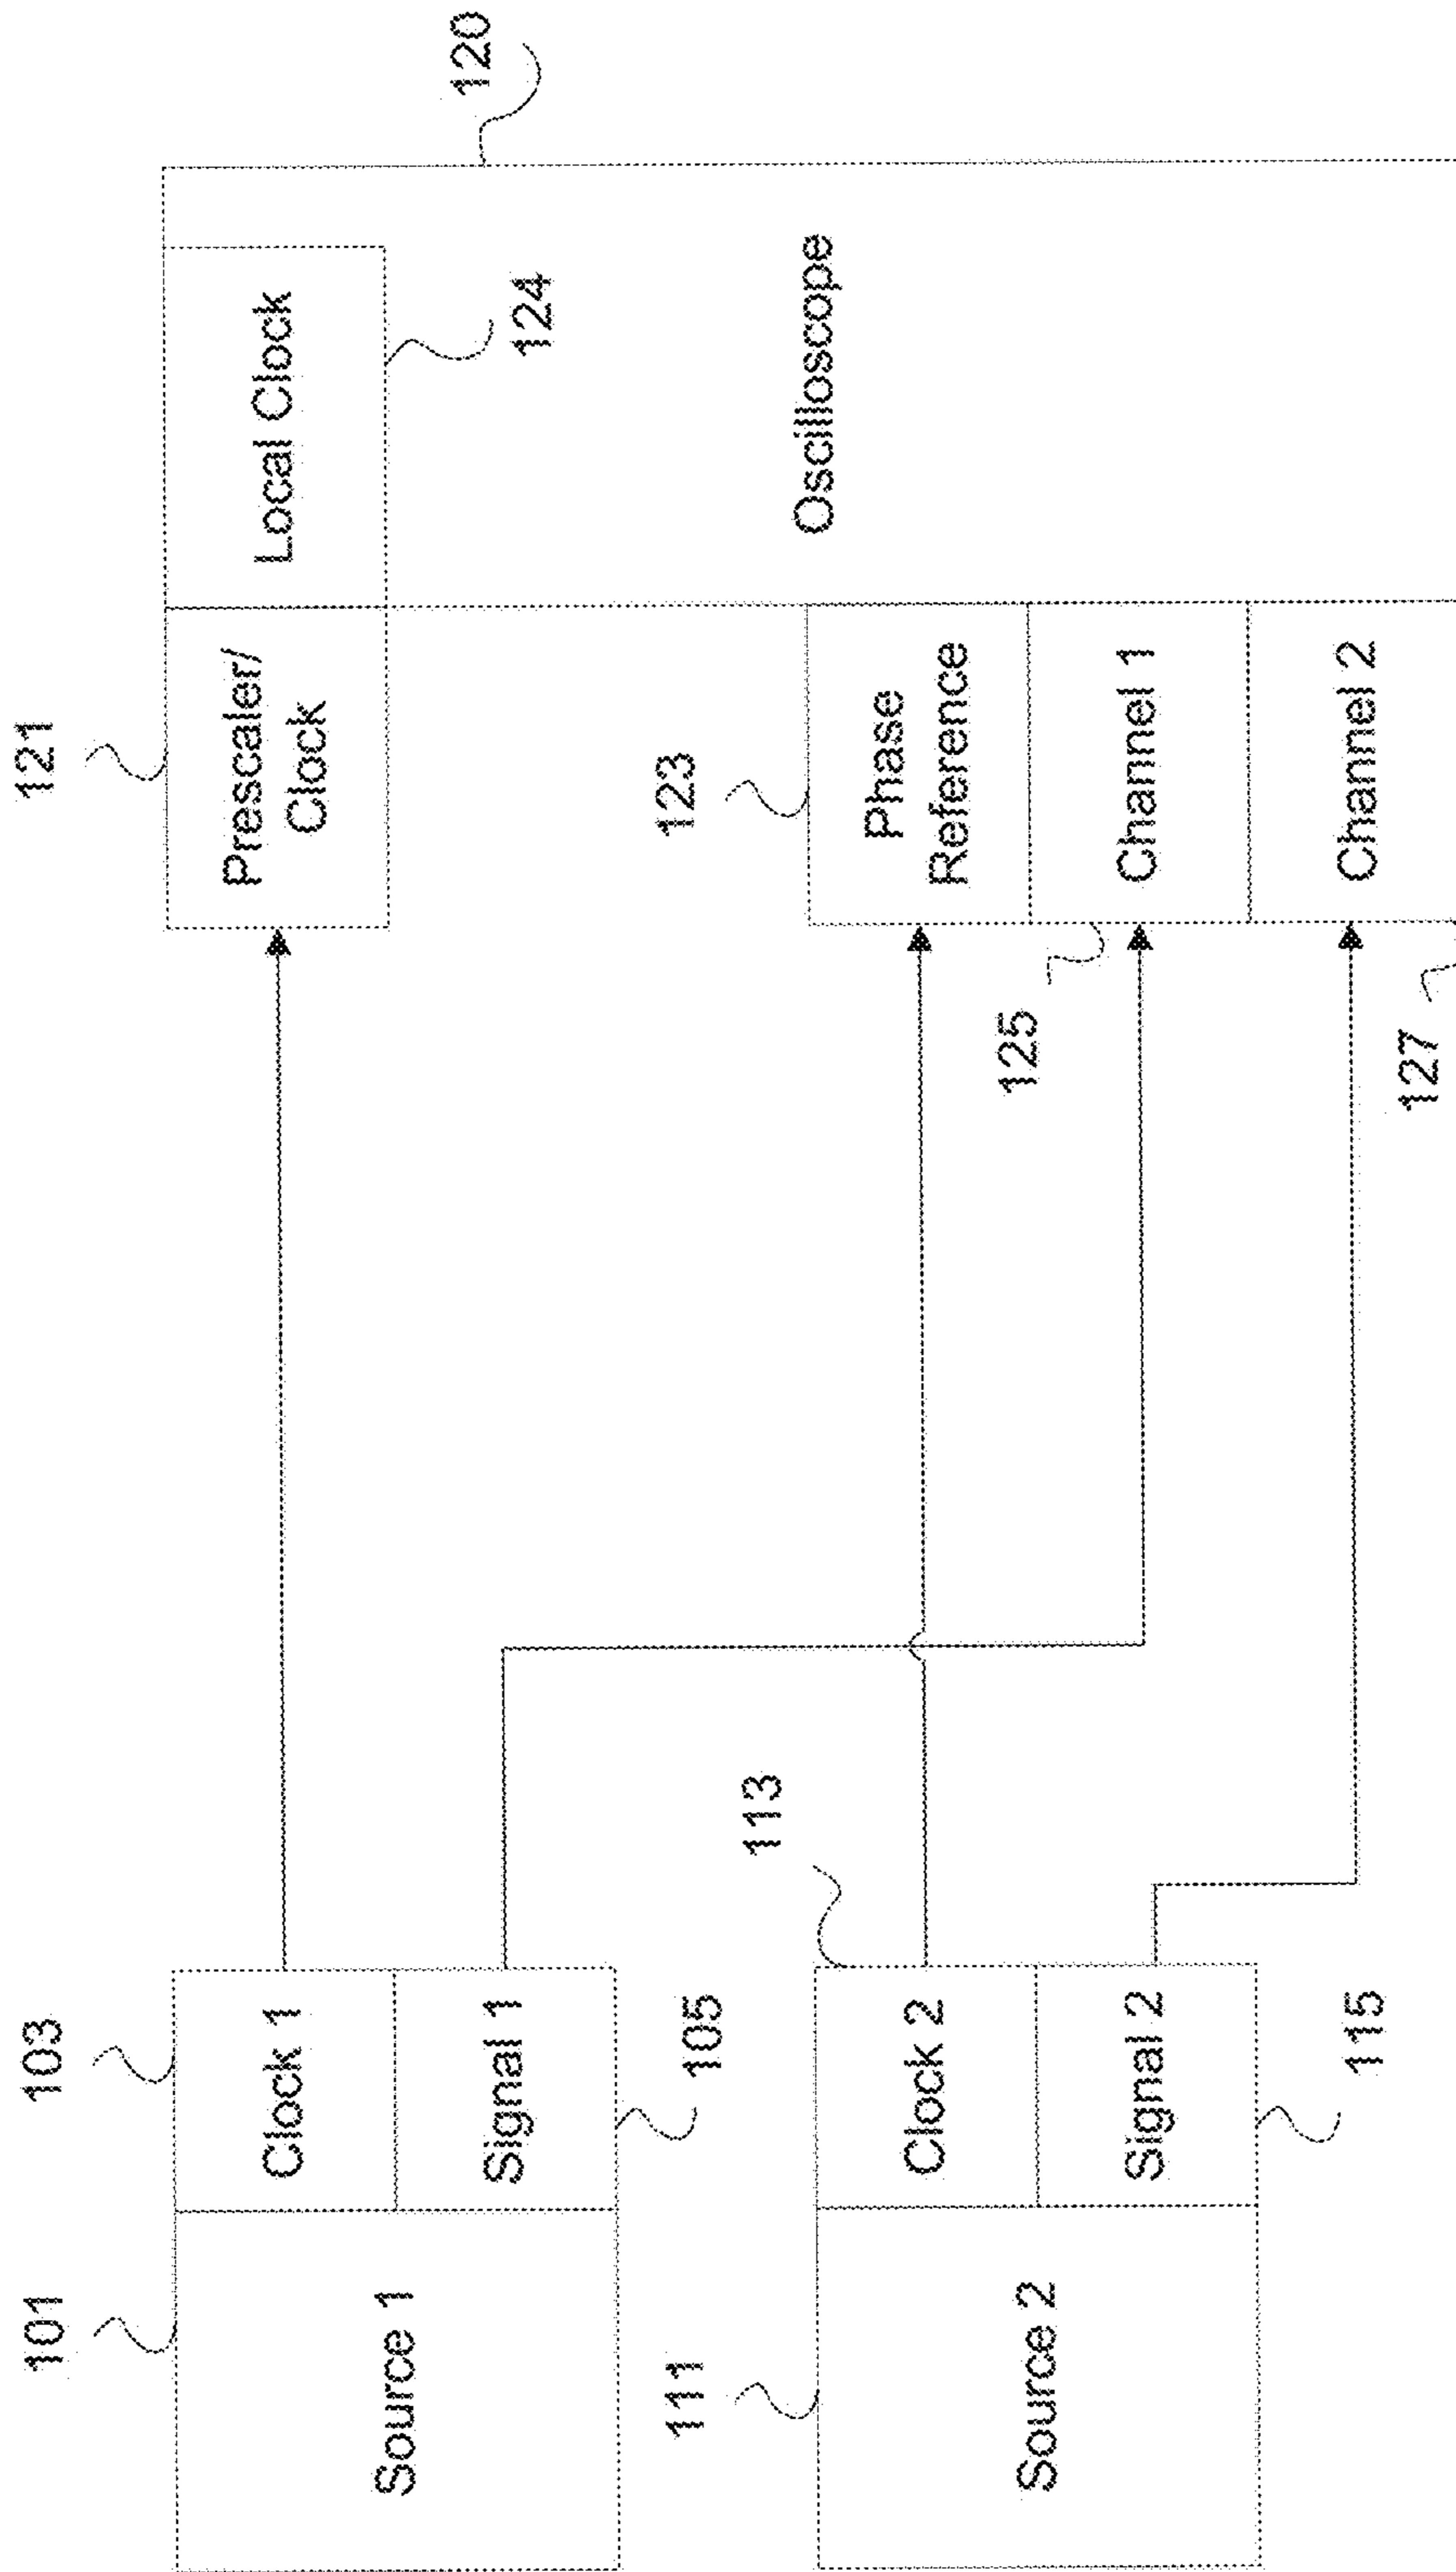 101
103
121
120
Source 1
Clock 1
Signal 1
Prescaler/
Clock
Local Clock
105
124
111
113
123
Source 2
Clock 2
Signal 2
Phase
Reference
Oscilloscope
125
Channel 1
115
Channel 2
127